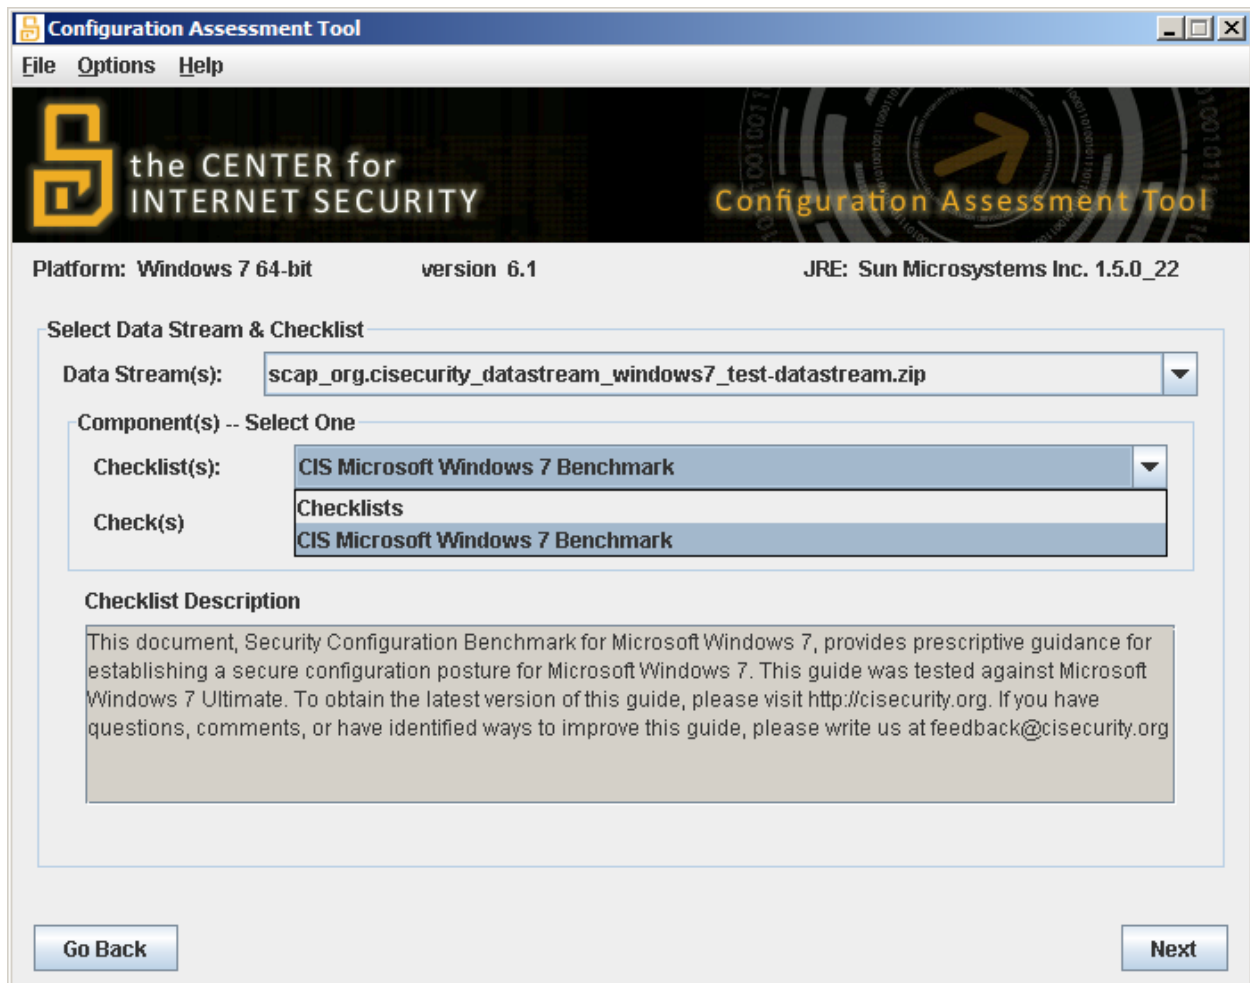 Configuration Assessment Tool
File Options Help
the CENTER for
INTERNET SECURITY
Configuration Assessment Tool
Platform: Windows 7 64-bit version 6.1 JRE: Sun Microsystems Inc. 1.5.0_22
Select Data Stream & Checklist
Data Stream(s): scap_org.cisecurity_datastream_windows7_test-datastream.zip
Component(s) -- Select One
Checklist(s): CIS Microsoft Windows 7 Benchmark
Checklists
Check(s)
CIS Microsoft Windows 7 Benchmark
Checklist Description
This document, Security Configuration Benchmark for Microsoft Windows 7, provides prescriptive guidance for
establishing a secure configuration posture for Microsoft Windows 7. This guide was tested against Microsoft
Windows 7 Ultimate. To obtain the latest version of this guide, please visit http://cisecurity.org. If you have
questions, comments, or have identified ways to improve this guide, please write us at feedback@cisecurity.org
Go Back Next